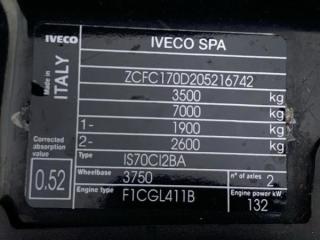 IVECO IVECO SPA
Made in ITALY
ZCFC170D205216742
3500 kg
7000 kg
1- 1900 kg
2- 2600 kg
Corrected absorption value
0.52
Type IS70CI2BA
Wheelbase 3750 n° of axles 2
Engine type F1CGL411B Engine power kW 132